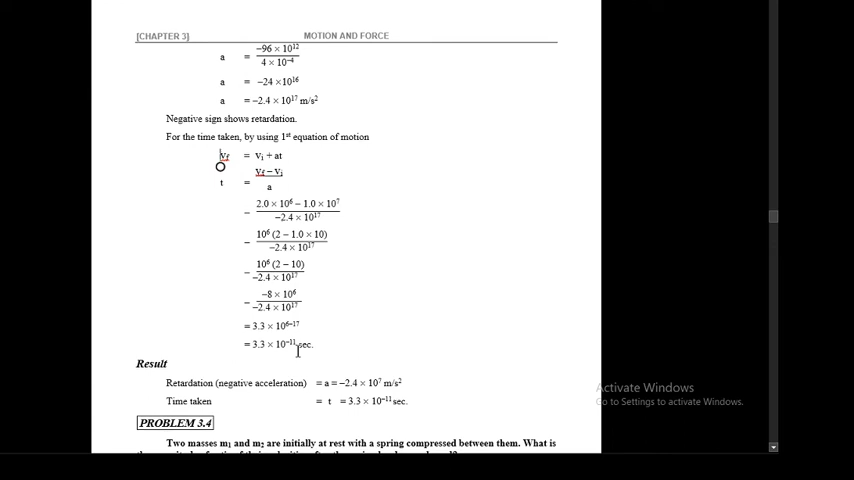 [CHAPTER 3] MOTION AND FORCE
a = −96 × 10¹² / 4 × 10⁻⁴
a = −24 ×10¹⁶
a = −2.4 × 10¹⁷ m/s²
Negative sign shows retardation.
For the time taken, by using 1ˢᵗ equation of motion
v_f = v_i + at
t = v_f − v_i / a
= 2.0 × 10⁶ − 1.0 × 10⁷ / −2.4 × 10¹⁷
= 10⁶ (2 − 1.0 × 10) / −2.4 × 10¹⁷
= 10⁶ (2 − 10) / −2.4 × 10¹⁷
= −8 × 10⁶ / −2.4 × 10¹⁷
= 3.3 × 10⁶⁻¹⁷
= 3.3 × 10⁻¹¹ sec.
Result
Retardation (negative acceleration) = a = −2.4 × 10⁷ m/s²
Time taken = t = 3.3 × 10⁻¹¹ sec.
PROBLEM 3.4
Two masses m₁ and m₂ are initially at rest with a spring compressed between them. What is
Activate Windows
Go to Settings to activate Windows.